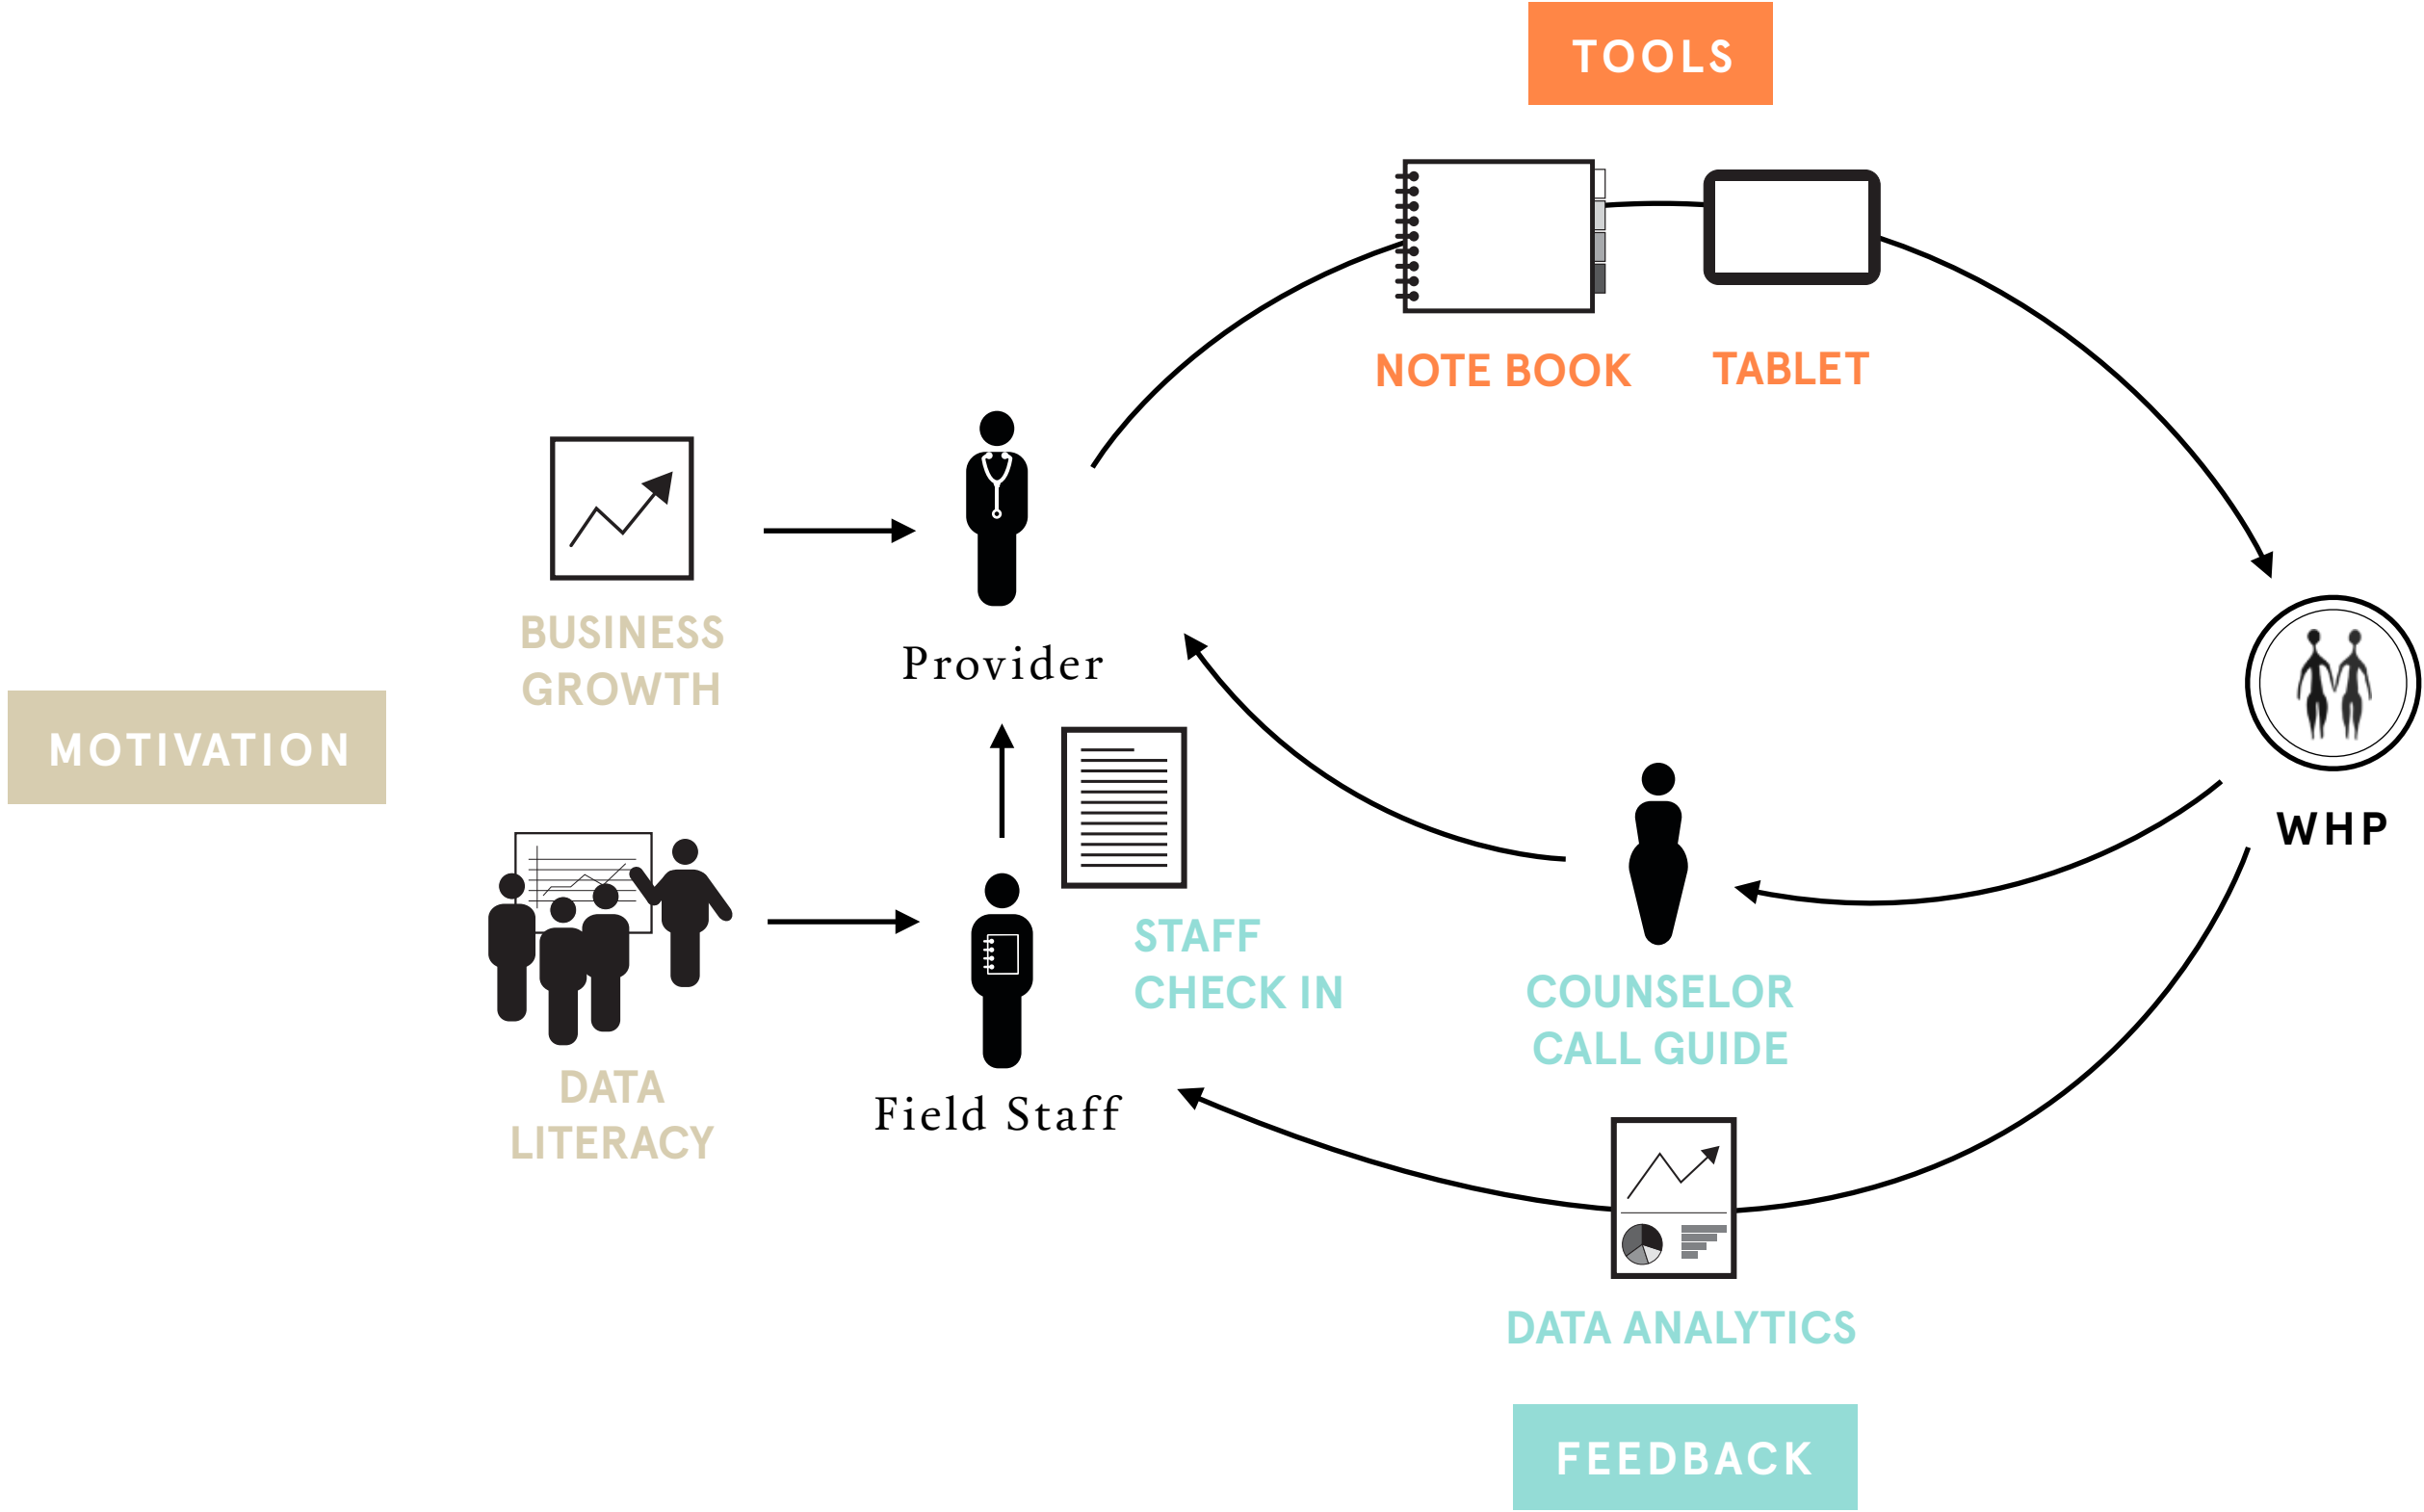 TOOLS
NOTE BOOK
TABLET
BUSINESS
GROWTH
Provider
MOTIVATION
WHP
STAFF
CHECK IN
COUNSELOR
CALL GUIDE
DATA
LITERACY
Field Staff
DATA ANALYTICS
FEEDBACK